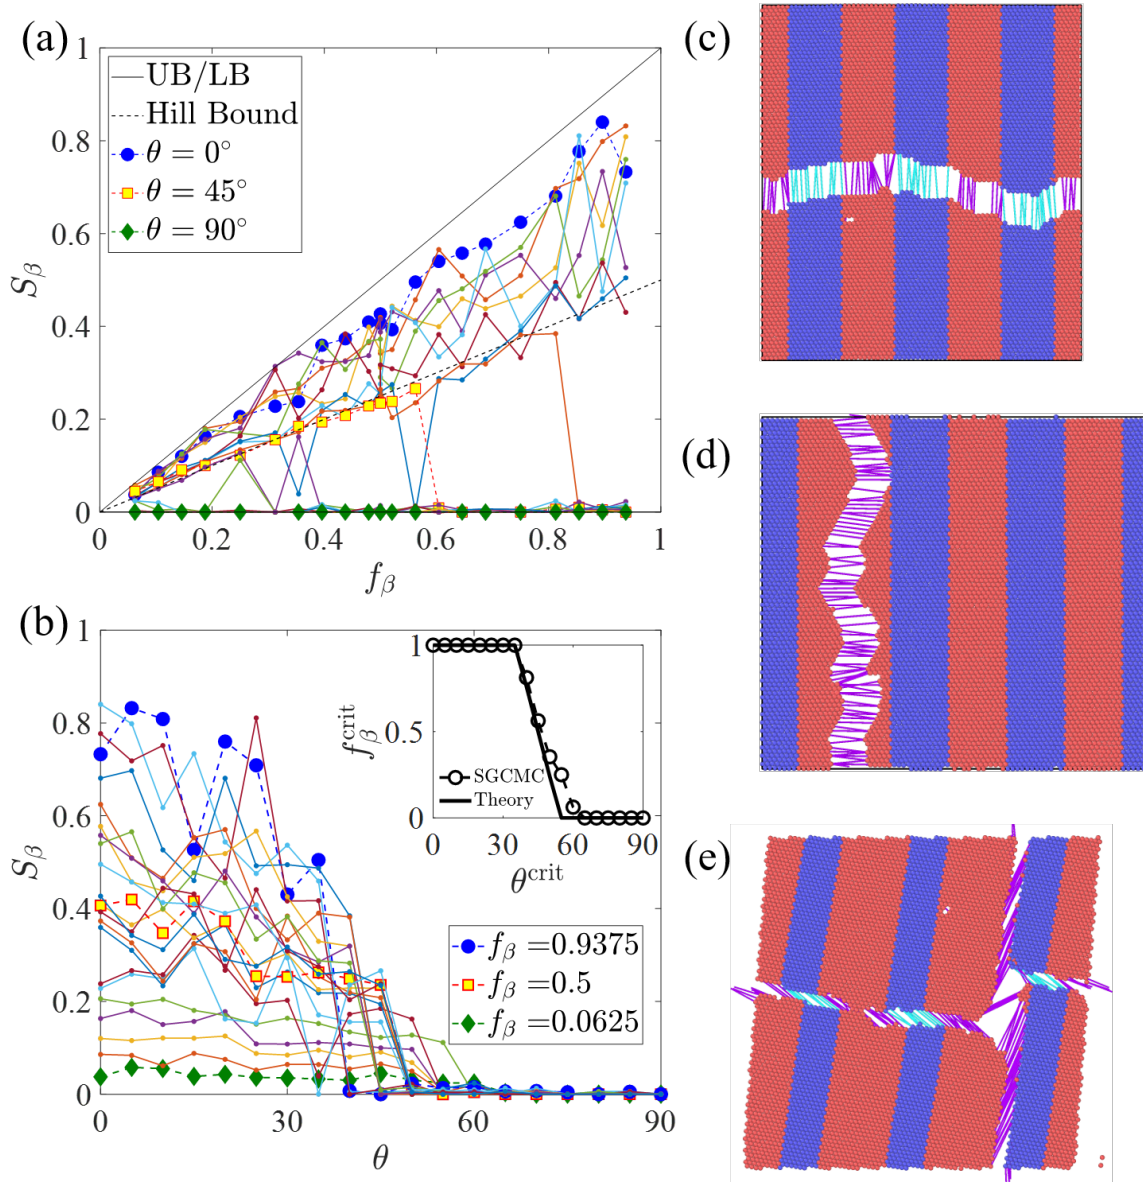 (a)
1
0.8
0.6
0.4
0.2
0
S_β
UB/LB
Hill Bound
θ = 0°
θ = 45°
θ = 90°
0
0.2
0.4
0.6
0.8
1
f_β
(b)
1
0.8
0.6
0.4
0.2
0
S_β
1
0.5
0
f_β^crit
SGCMC
Theory
0
30
60
90
θ^crit
f_β =0.9375
f_β =0.5
f_β =0.0625
0
30
60
90
θ
(c)
(d)
(e)